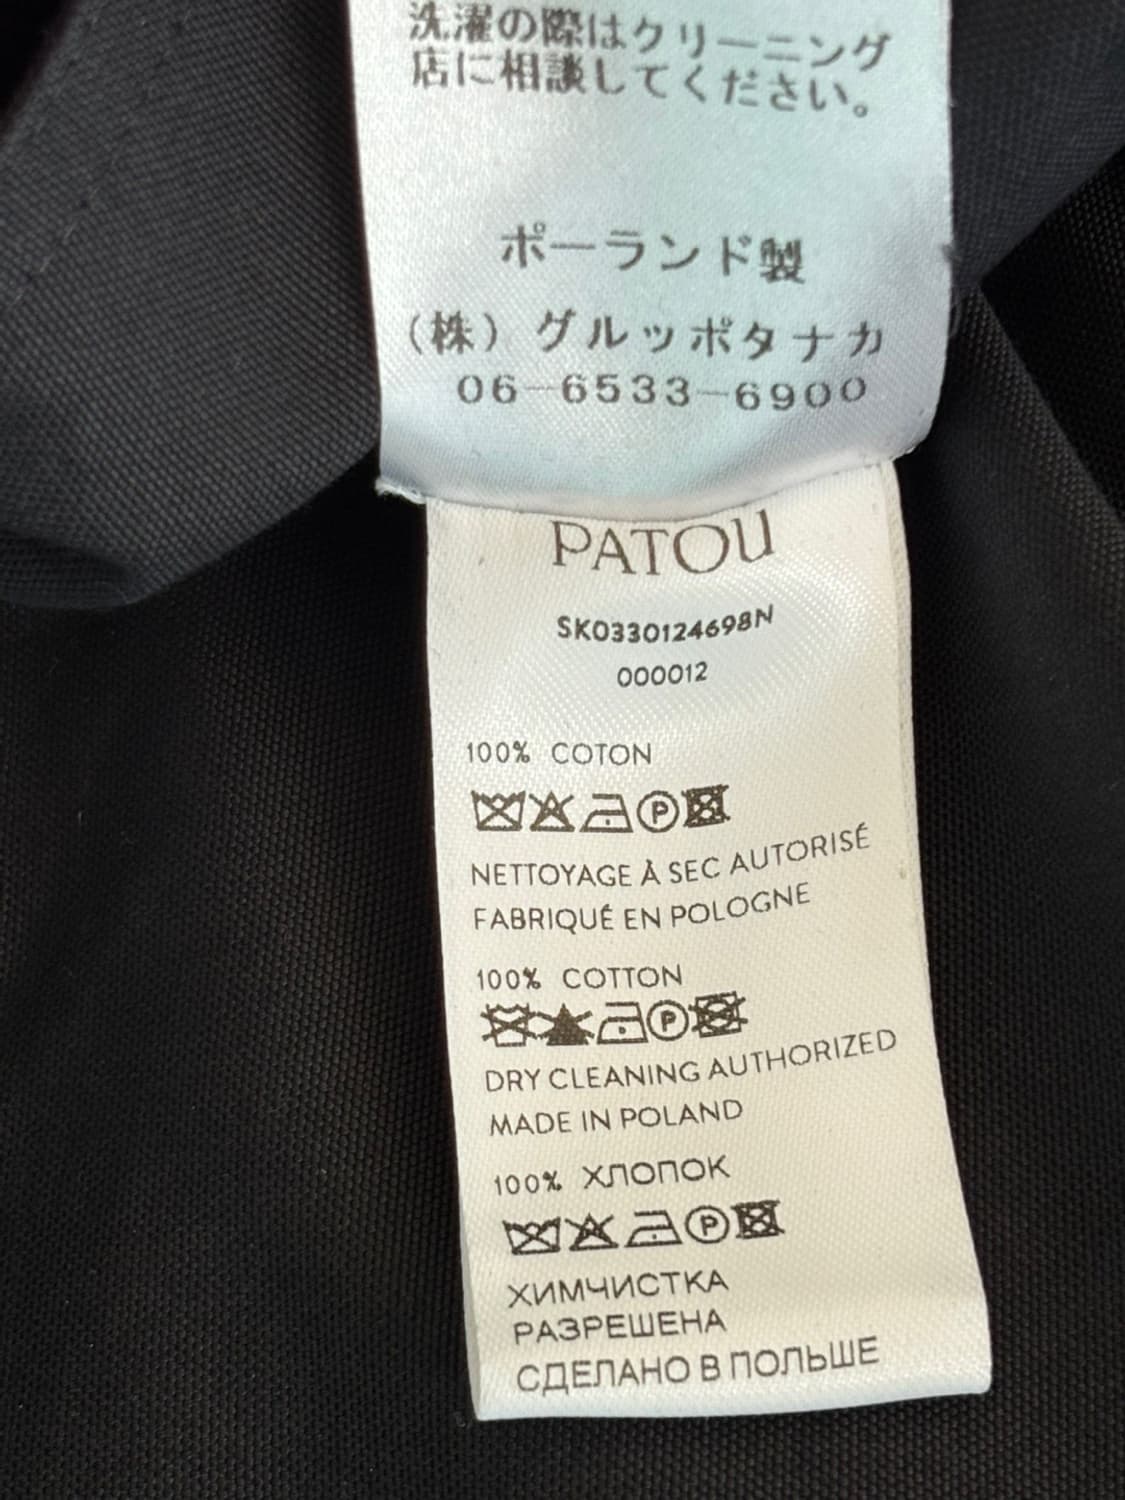 洗濯の際はクリーニング
店に相談してください。
ポーランド製
(株)グルッポタナカ
06-6533-6900
PATOU
SK0330124698N
000012
100% COTON
NETTOYAGE À SEC AUTORISÉ
FABRIQUÉ EN POLOGNE
100% COTTON
DRY CLEANING AUTHORIZED
MADE IN POLAND
100% ХЛОПОК
ХИМЧИСТКА
РАЗРЕШЕНА
СДЕЛАНО В ПОЛЬШЕ